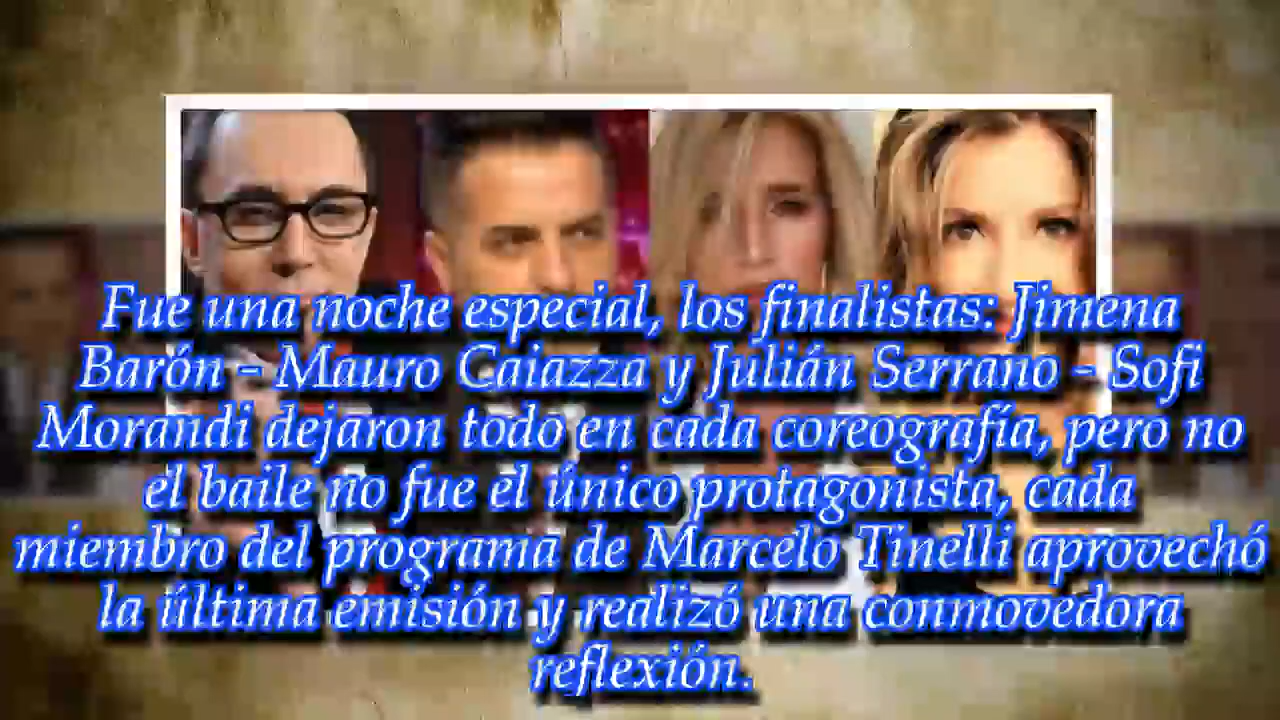 Fue una noche especial, los finalistas: Jimena
Barón - Mauro Caiazza y Julián Serrano - Sofi
Morandi dejaron todo en cada coreografía, pero no
el baile no fue el único protagonista, cada
miembro del programa de Marcelo Tinelli aprovechó
la última emisión y realizó una conmovedora
reflexión.